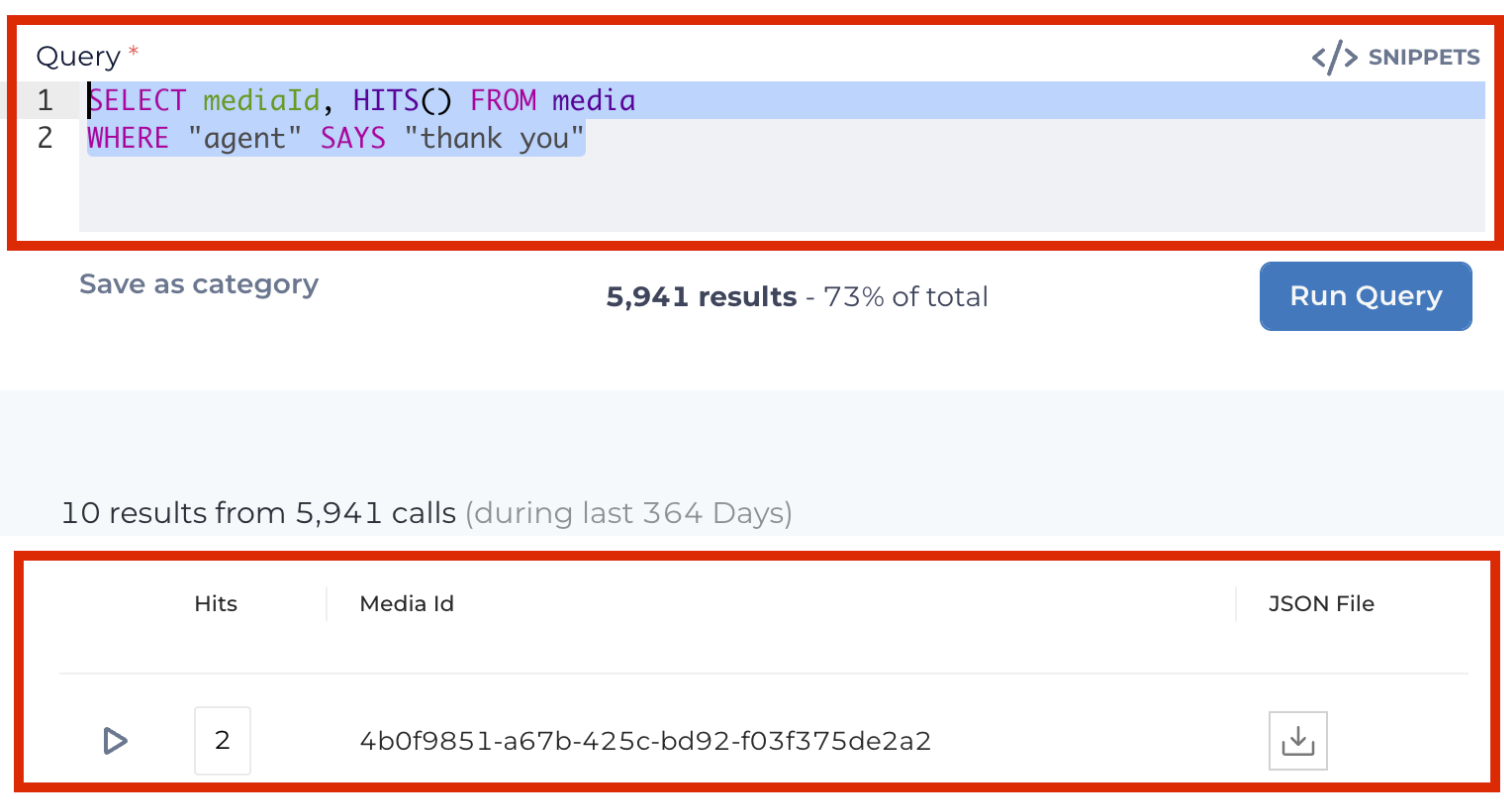 Query *
</> SNIPPETS
1 SELECT mediaId, HITS() FROM media
2 WHERE "agent" SAYS "thank you"
Save as category
5,941 results - 73% of total
Run Query
10 results from 5,941 calls (during last 364 Days)
Hits Media Id JSON File
2 4b0f9851-a67b-425c-bd92-f03f375de2a2